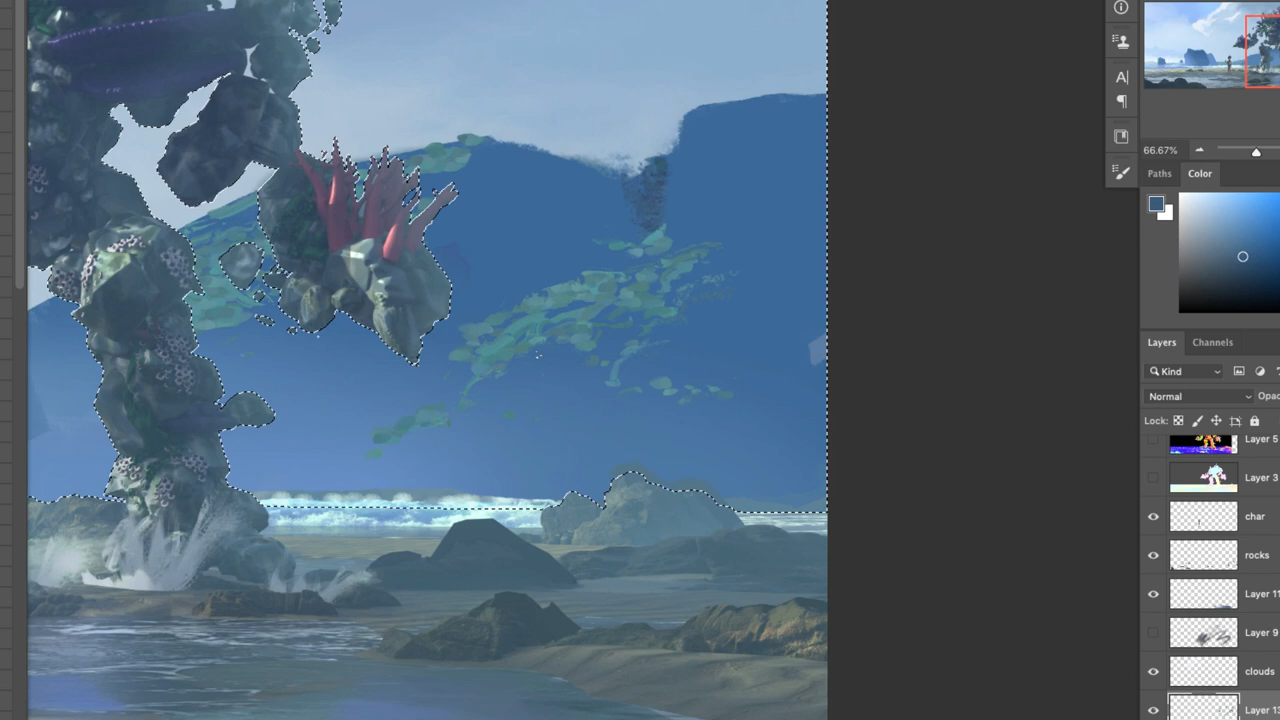 66.67%
Paths Color
Layers Channels
Kind
Normal Opac
Lock:
Layer 5
Layer 3
char
rocks
Layer 11
Layer 9
clouds
Layer 13